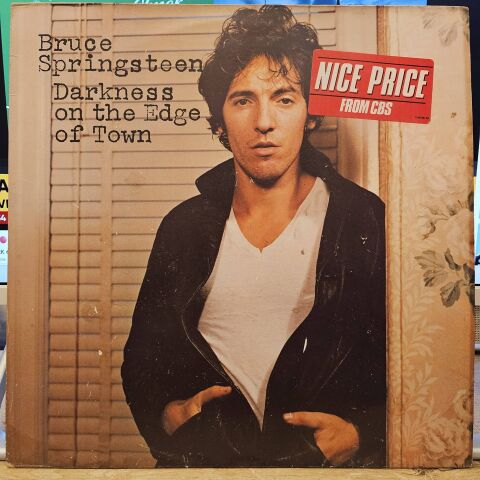 Bruce
Springsteen
Darkness
on the Edge
of Town
NICE PRICE
FROM CBS